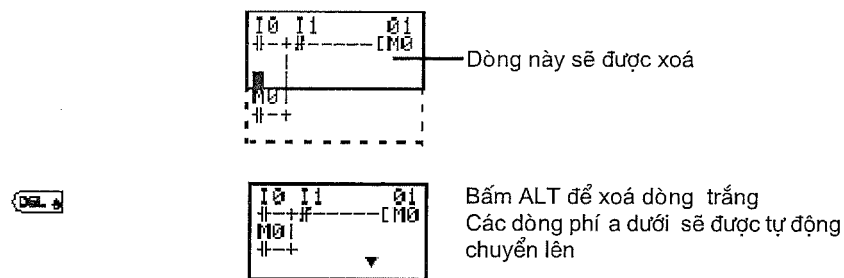 I0 I1 01
[M0
Dòng này sẽ được xoá
M0
DEL
I0 I1 01
[M0
M0
Bấm ALT để xoá dòng trắng
Các dòng phí a dưới sẽ được tự động
chuyển lên